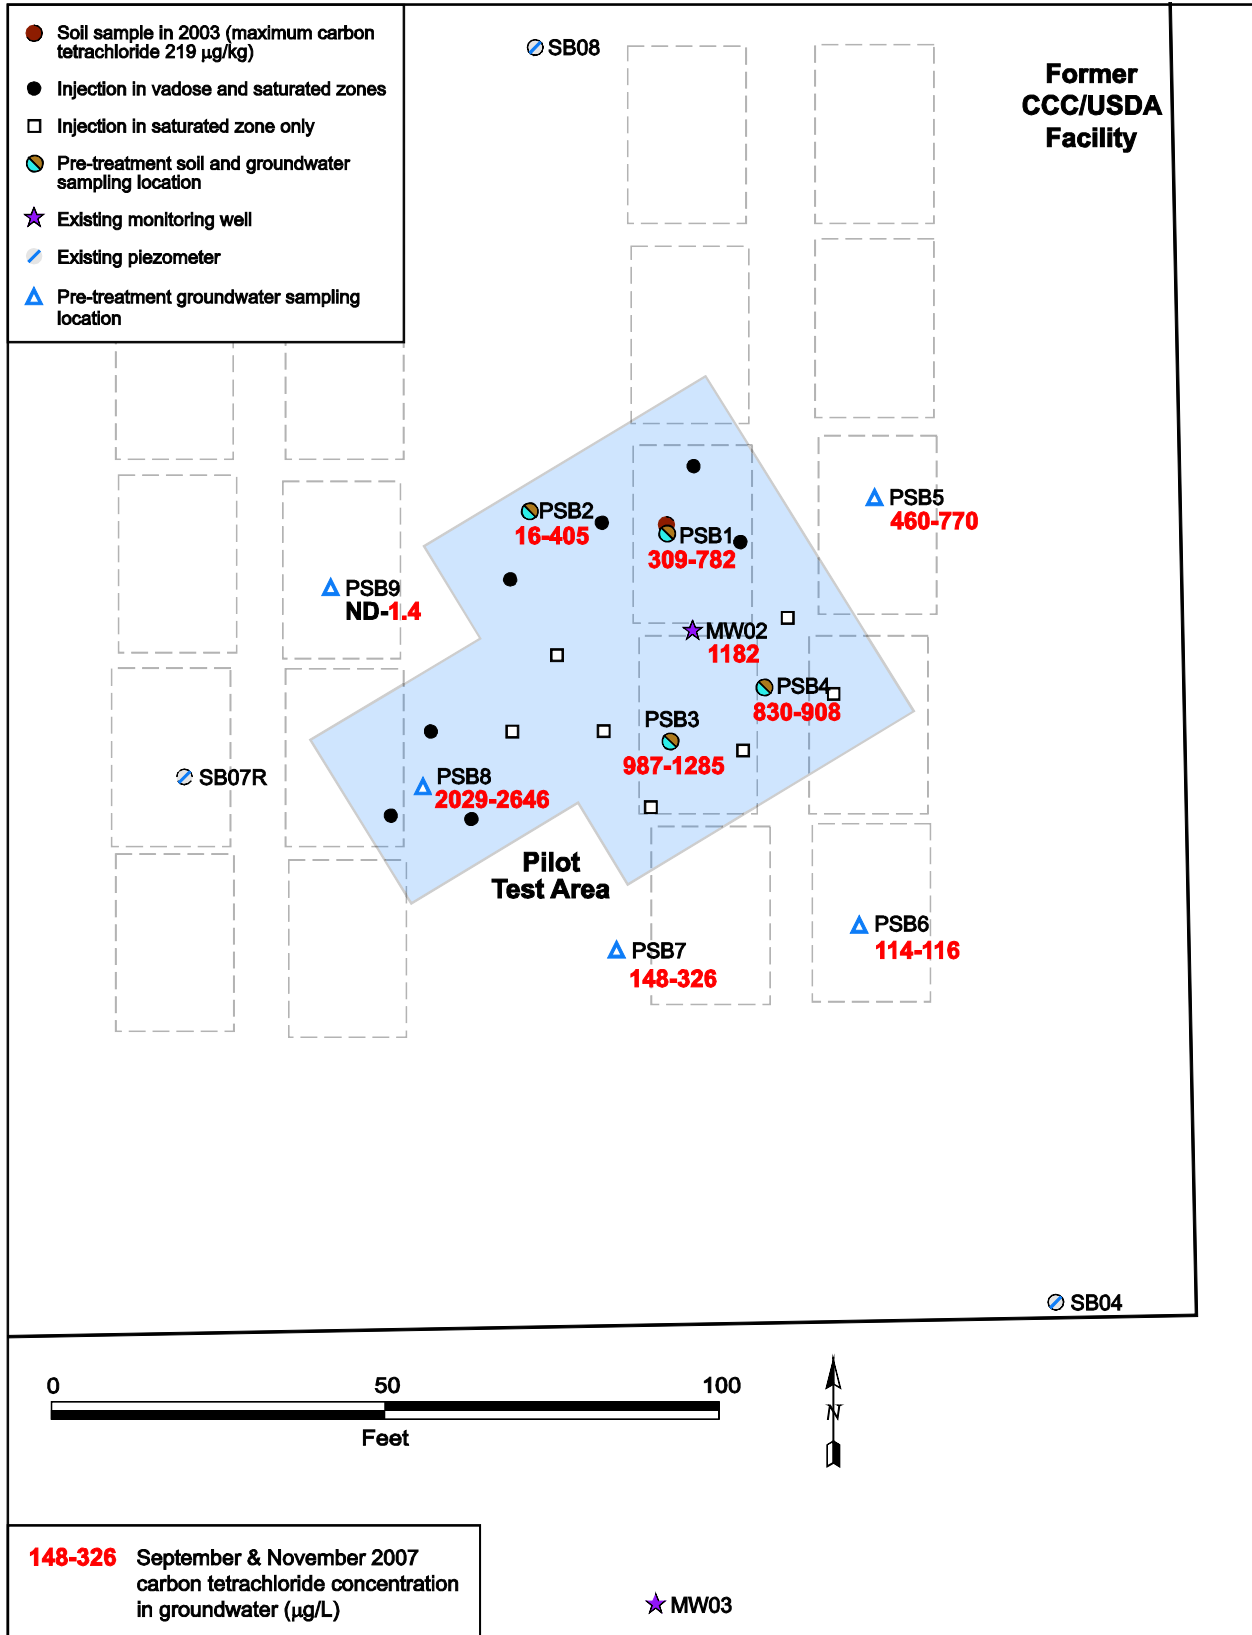 Soil sample in 2003 (maximum carbon
tetrachloride 219 µg/kg)
Injection in vadose and saturated zones
Injection in saturated zone only
Pre-treatment soil and groundwater
sampling location
Existing monitoring well
Existing piezometer
Pre-treatment groundwater sampling
location
SB08
Former
CCC/USDA
Facility
PSB2
16-405
PSB1
309-782
PSB5
460-770
PSB9
ND-1.4
MW02
1182
PSB4
830-908
PSB3
987-1285
SB07R
PSB8
2029-2646
Pilot
Test Area
PSB7
148-326
PSB6
114-116
SB04
0 50 100
Feet
N
148-326 September & November 2007
carbon tetrachloride concentration
in groundwater (µg/L)
MW03